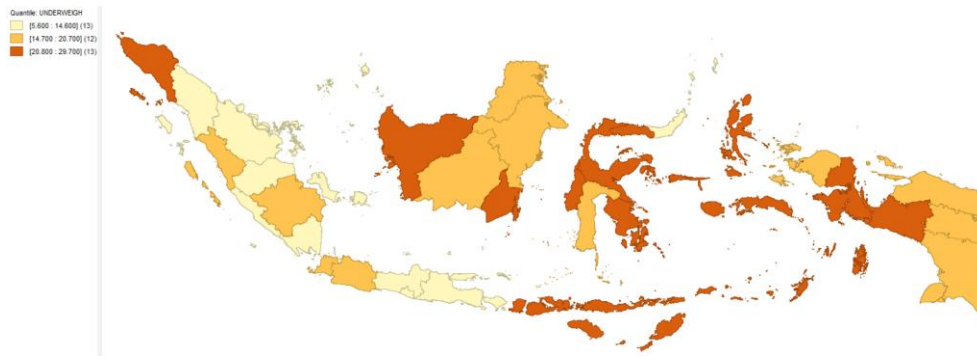 Quantile: UNDERWEIGH
[5.600 : 14.600] (13)
[14.700 : 20.700] (12)
[20.800 : 29.700] (13)